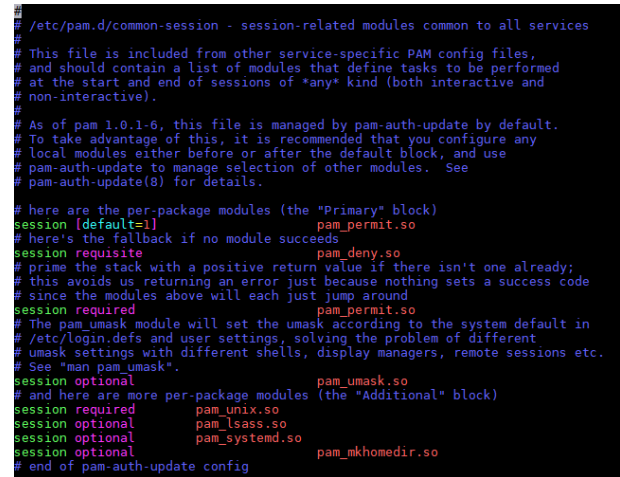 #
# /etc/pam.d/common-session - session-related modules common to all services
#
# This file is included from other service-specific PAM config files,
# and should contain a list of modules that define tasks to be performed
# at the start and end of sessions of *any* kind (both interactive and
# non-interactive).
#
# As of pam 1.0.1-6, this file is managed by pam-auth-update by default.
# To take advantage of this, it is recommended that you configure any
# local modules either before or after the default block, and use
# pam-auth-update to manage selection of other modules.  See
# pam-auth-update(8) for details.

# here are the per-package modules (the "Primary" block)
session [default=1]                     pam_permit.so
# here's the fallback if no module succeeds
session requisite                       pam_deny.so
# prime the stack with a positive return value if there isn't one already;
# this avoids us returning an error just because nothing sets a success code
# since the modules above will each just jump around
session required                        pam_permit.so
# The pam_umask module will set the umask according to the system default in
# /etc/login.defs and user settings, solving the problem of different
# umask settings with different shells, display managers, remote sessions etc.
# See "man pam_umask".
session optional                        pam_umask.so
# and here are more per-package modules (the "Additional" block)
session required        pam_unix.so
session optional        pam_lsass.so
session optional        pam_systemd.so
session optional                        pam_mkhomedir.so
# end of pam-auth-update config